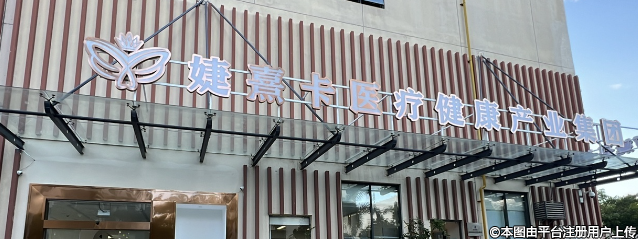 婕熹卡医疗健康产业集团
©本图由平台注册用户上传